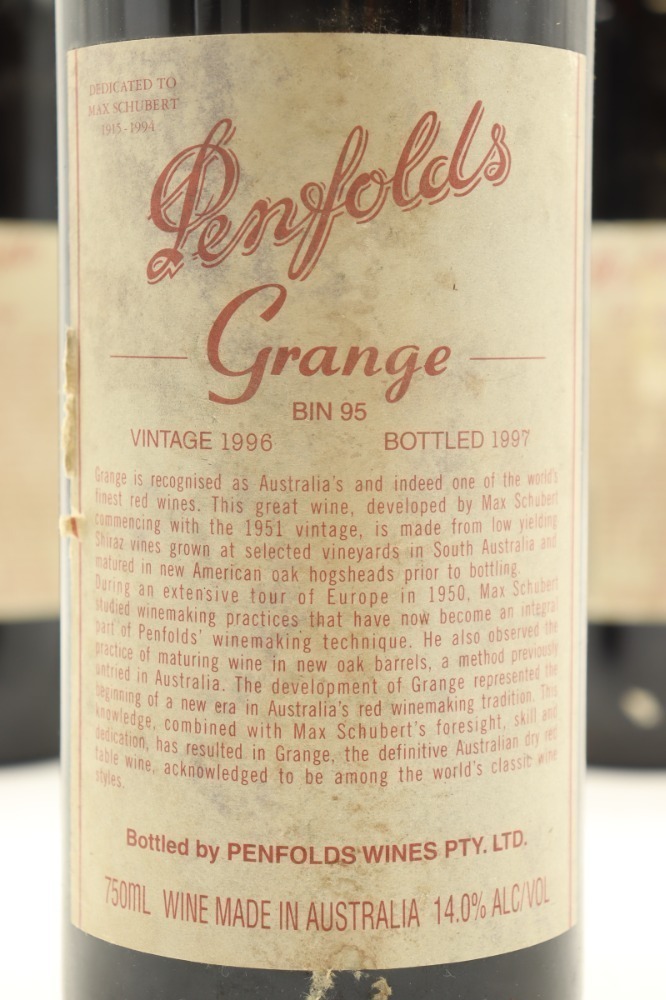 DEDICATED TO
MAX SCHUBERT
1915-1994
Penfolds
Grange
BIN 95
VINTAGE 1996 BOTTLED 1997
Grange is recognised as Australia's and indeed one of the world's
finest red wines. This great wine, developed by Max Schubert
commencing with the 1951 vintage, is made from low yielding
Shiraz vines grown at selected vineyards in South Australia and
matured in new American oak hogsheads prior to bottling.
During an extensive tour of Europe in 1950, Max Schubert
studied winemaking practices that have now become an integral
part of Penfolds' winemaking technique. He also observed the
practice of maturing wine in new oak barrels, a method previously
untried in Australia. The development of Grange represented the
beginning of a new era in Australia's red winemaking tradition. This
knowledge, combined with Max Schubert's foresight, skill and
dedication, has resulted in Grange, the definitive Australian dry red
table wine, acknowledged to be among the world's classic wine
styles.
Bottled by PENFOLDS WINES PTY. LTD.
750ML WINE MADE IN AUSTRALIA 14.0% ALC/VOL